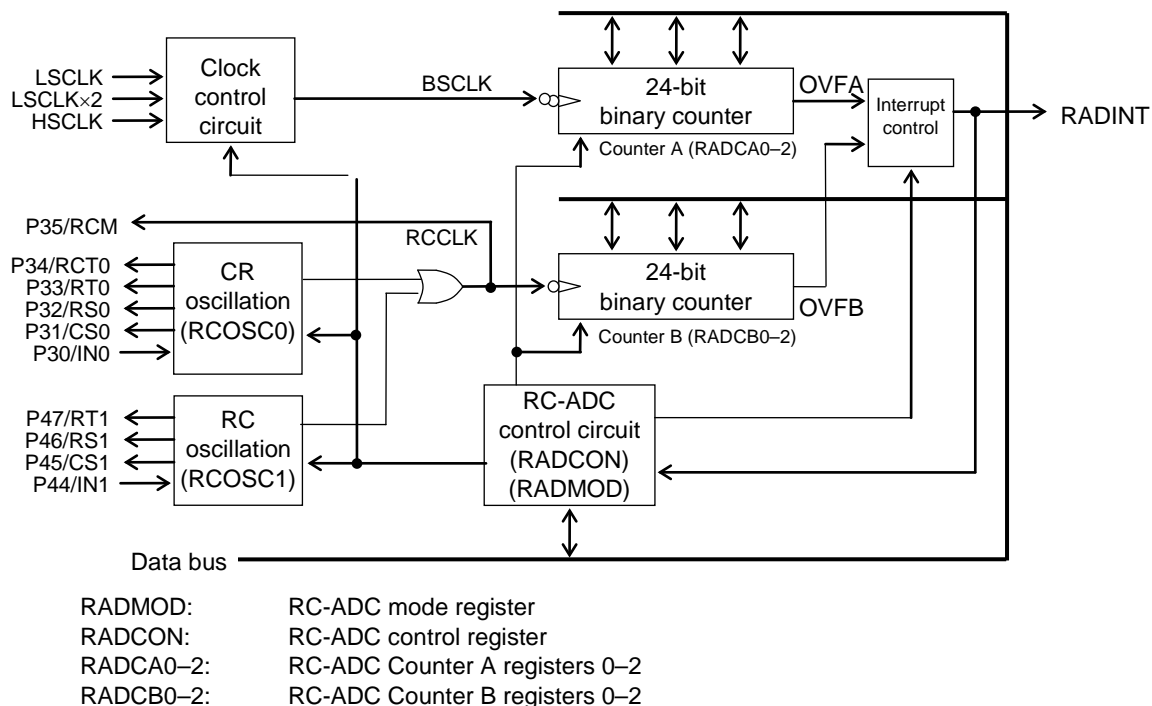 LSCLK
LSCLK×2
HSCLK
Clock
control
circuit
BSCLK
24-bit
binary counter
Counter A (RADCA0–2)
OVFA
Interrupt
control
RADINT
P35/RCM
RCCLK
P34/RCT0
P33/RT0
P32/RS0
P31/CS0
P30/IN0
CR
oscillation
(RCOSC0)
24-bit
binary counter
Counter B (RADCB0–2)
OVFB
P47/RT1
P46/RS1
P45/CS1
P44/IN1
RC
oscillation
(RCOSC1)
RC-ADC
control circuit
(RADCON)
(RADMOD)
Data bus
RADMOD: RC-ADC mode register
RADCON: RC-ADC control register
RADCA0–2: RC-ADC Counter A registers 0–2
RADCB0–2: RC-ADC Counter B registers 0–2